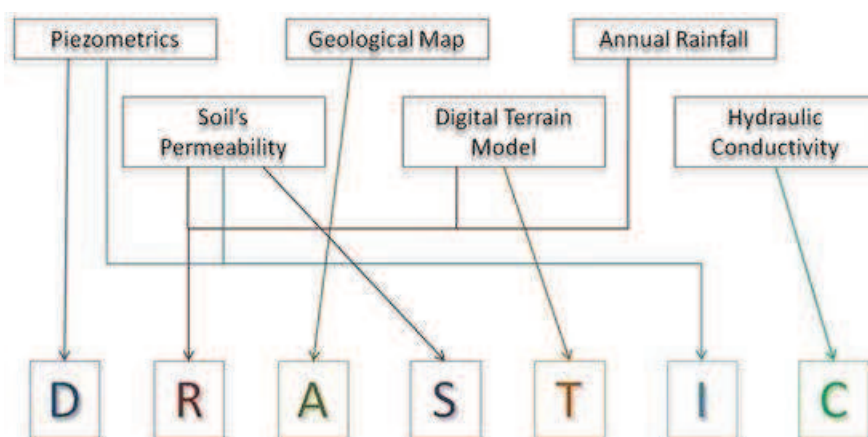 Piezometrics
Geological Map
Annual Rainfall
Soil's
Permeability
Digital Terrain
Model
Hydraulic
Conductivity
D R A S T I C